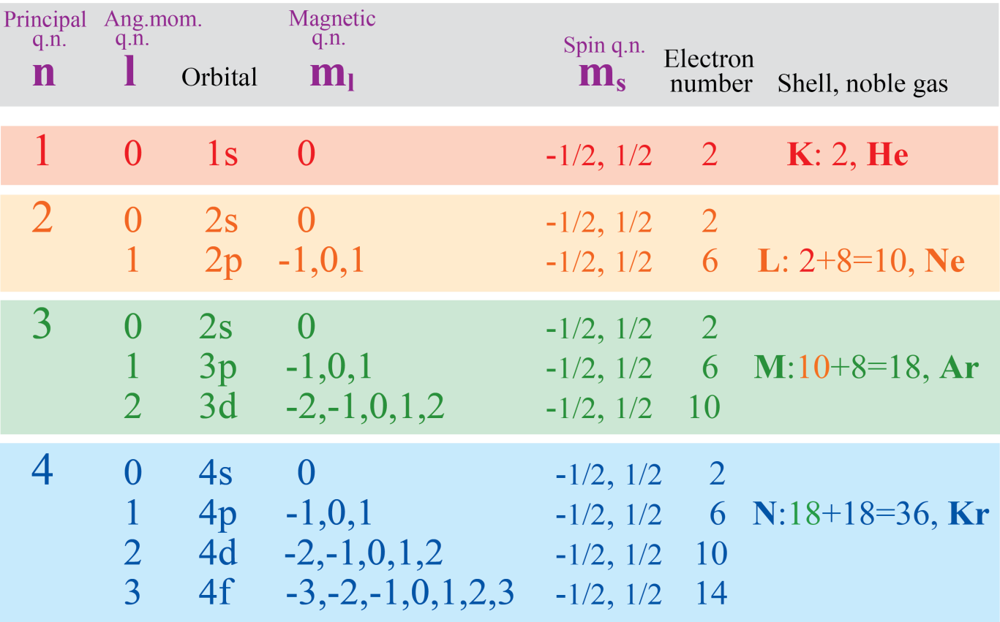 Principal Ang.mom. Magnetic
q.n. q.n. q.n. Spin q.n. Electron
n l Orbital ml ms number Shell, noble gas
1 0 1s 0 -1/2, 1/2 2 K: 2, He
2 0 2s 0 -1/2, 1/2 2
1 2p -1,0,1 -1/2, 1/2 6 L: 2+8=10, Ne
3 0 2s 0 -1/2, 1/2 2
1 3p -1,0,1 -1/2, 1/2 6 M:10+8=18, Ar
2 3d -2,-1,0,1,2 -1/2, 1/2 10
4 0 4s 0 -1/2, 1/2 2
1 4p -1,0,1 -1/2, 1/2 6 N:18+18=36, Kr
2 4d -2,-1,0,1,2 -1/2, 1/2 10
3 4f -3,-2,-1,0,1,2,3 -1/2, 1/2 14